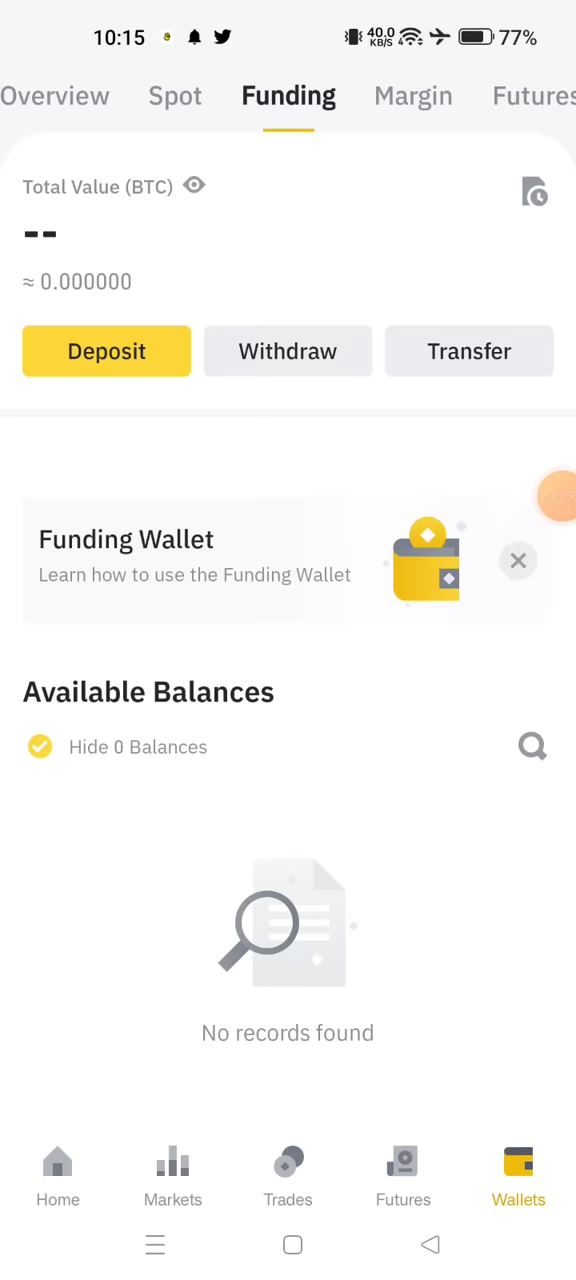 10:15
40.0
KB/S
77%
Overview Spot Funding Margin Futures
Total Value (BTC)
--
≈ 0.000000
Deposit Withdraw Transfer
Funding Wallet
Learn how to use the Funding Wallet
Available Balances
Hide 0 Balances
No records found
Home Markets Trades Futures Wallets